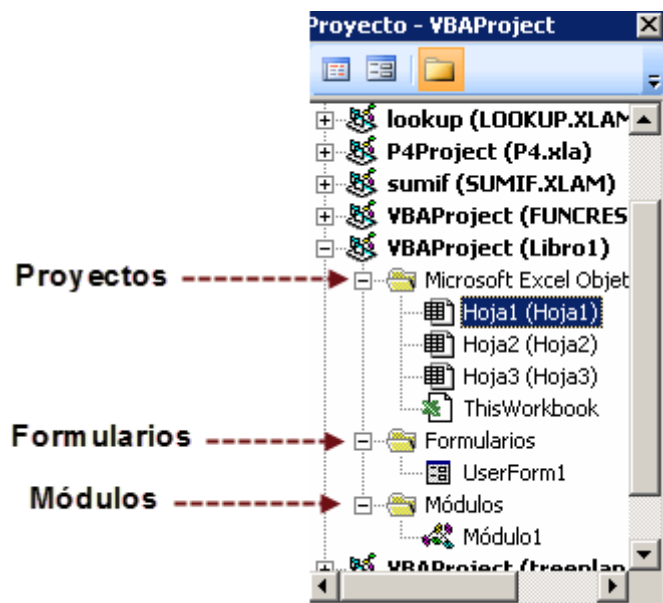 Proyecto - VBAProject
lookup (LOOKUP.XLAM
P4Project (P4.xla)
sumif (SUMIF.XLAM)
VBAProject (FUNCRES
VBAProject (Libro1)
Proyectos
Microsoft Excel Objet
Hoja1 (Hoja1)
Hoja2 (Hoja2)
Hoja3 (Hoja3)
ThisWorkbook
Formularios
Formularios
UserForm1
Módulos
Módulos
Módulo1
VBAProject (treeplan